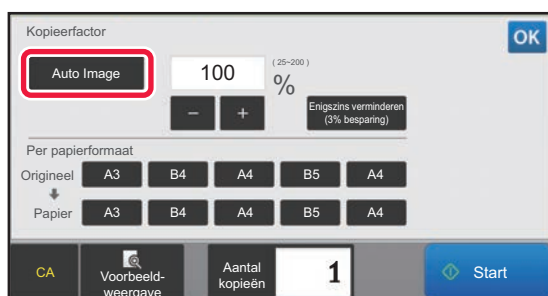 Kopieerfactor
OK
Auto Image
100
(25~200)
%
−
+
Enigszins verminderen
(3% besparing)
Per papierformaat
Origineel A3 B4 A4 B5 A4
Papier A3 B4 A4 B5 A4
CA
Voorbeeld-
weergave
Aantal
kopieën
1
Start